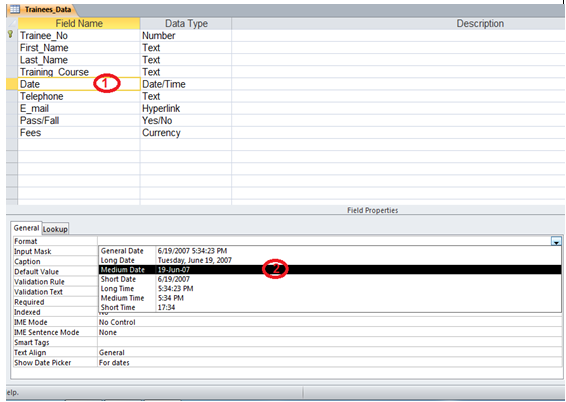 Trainees_Data
Field Name Data Type Description
Trainee_No Number
First_Name Text
Last_Name Text
Training_Course Text
Date 1 Date/Time
Telephone Text
E_mail Hyperlink
Pass/Fall Yes/No
Fees Currency
Field Properties
General Lookup
Format
Input Mask General Date 6/19/2007 5:34:23 PM
Caption Long Date Tuesday, June 19, 2007
Default Value Medium Date 19-Jun-07 2
Validation Rule Short Date 6/19/2007
Validation Text Long Time 5:34:23 PM
Required Medium Time 5:34 PM
Indexed Short Time 17:34
IME Mode No Control
IME Sentence Mode None
Smart Tags
Text Align General
Show Date Picker For dates
elp.